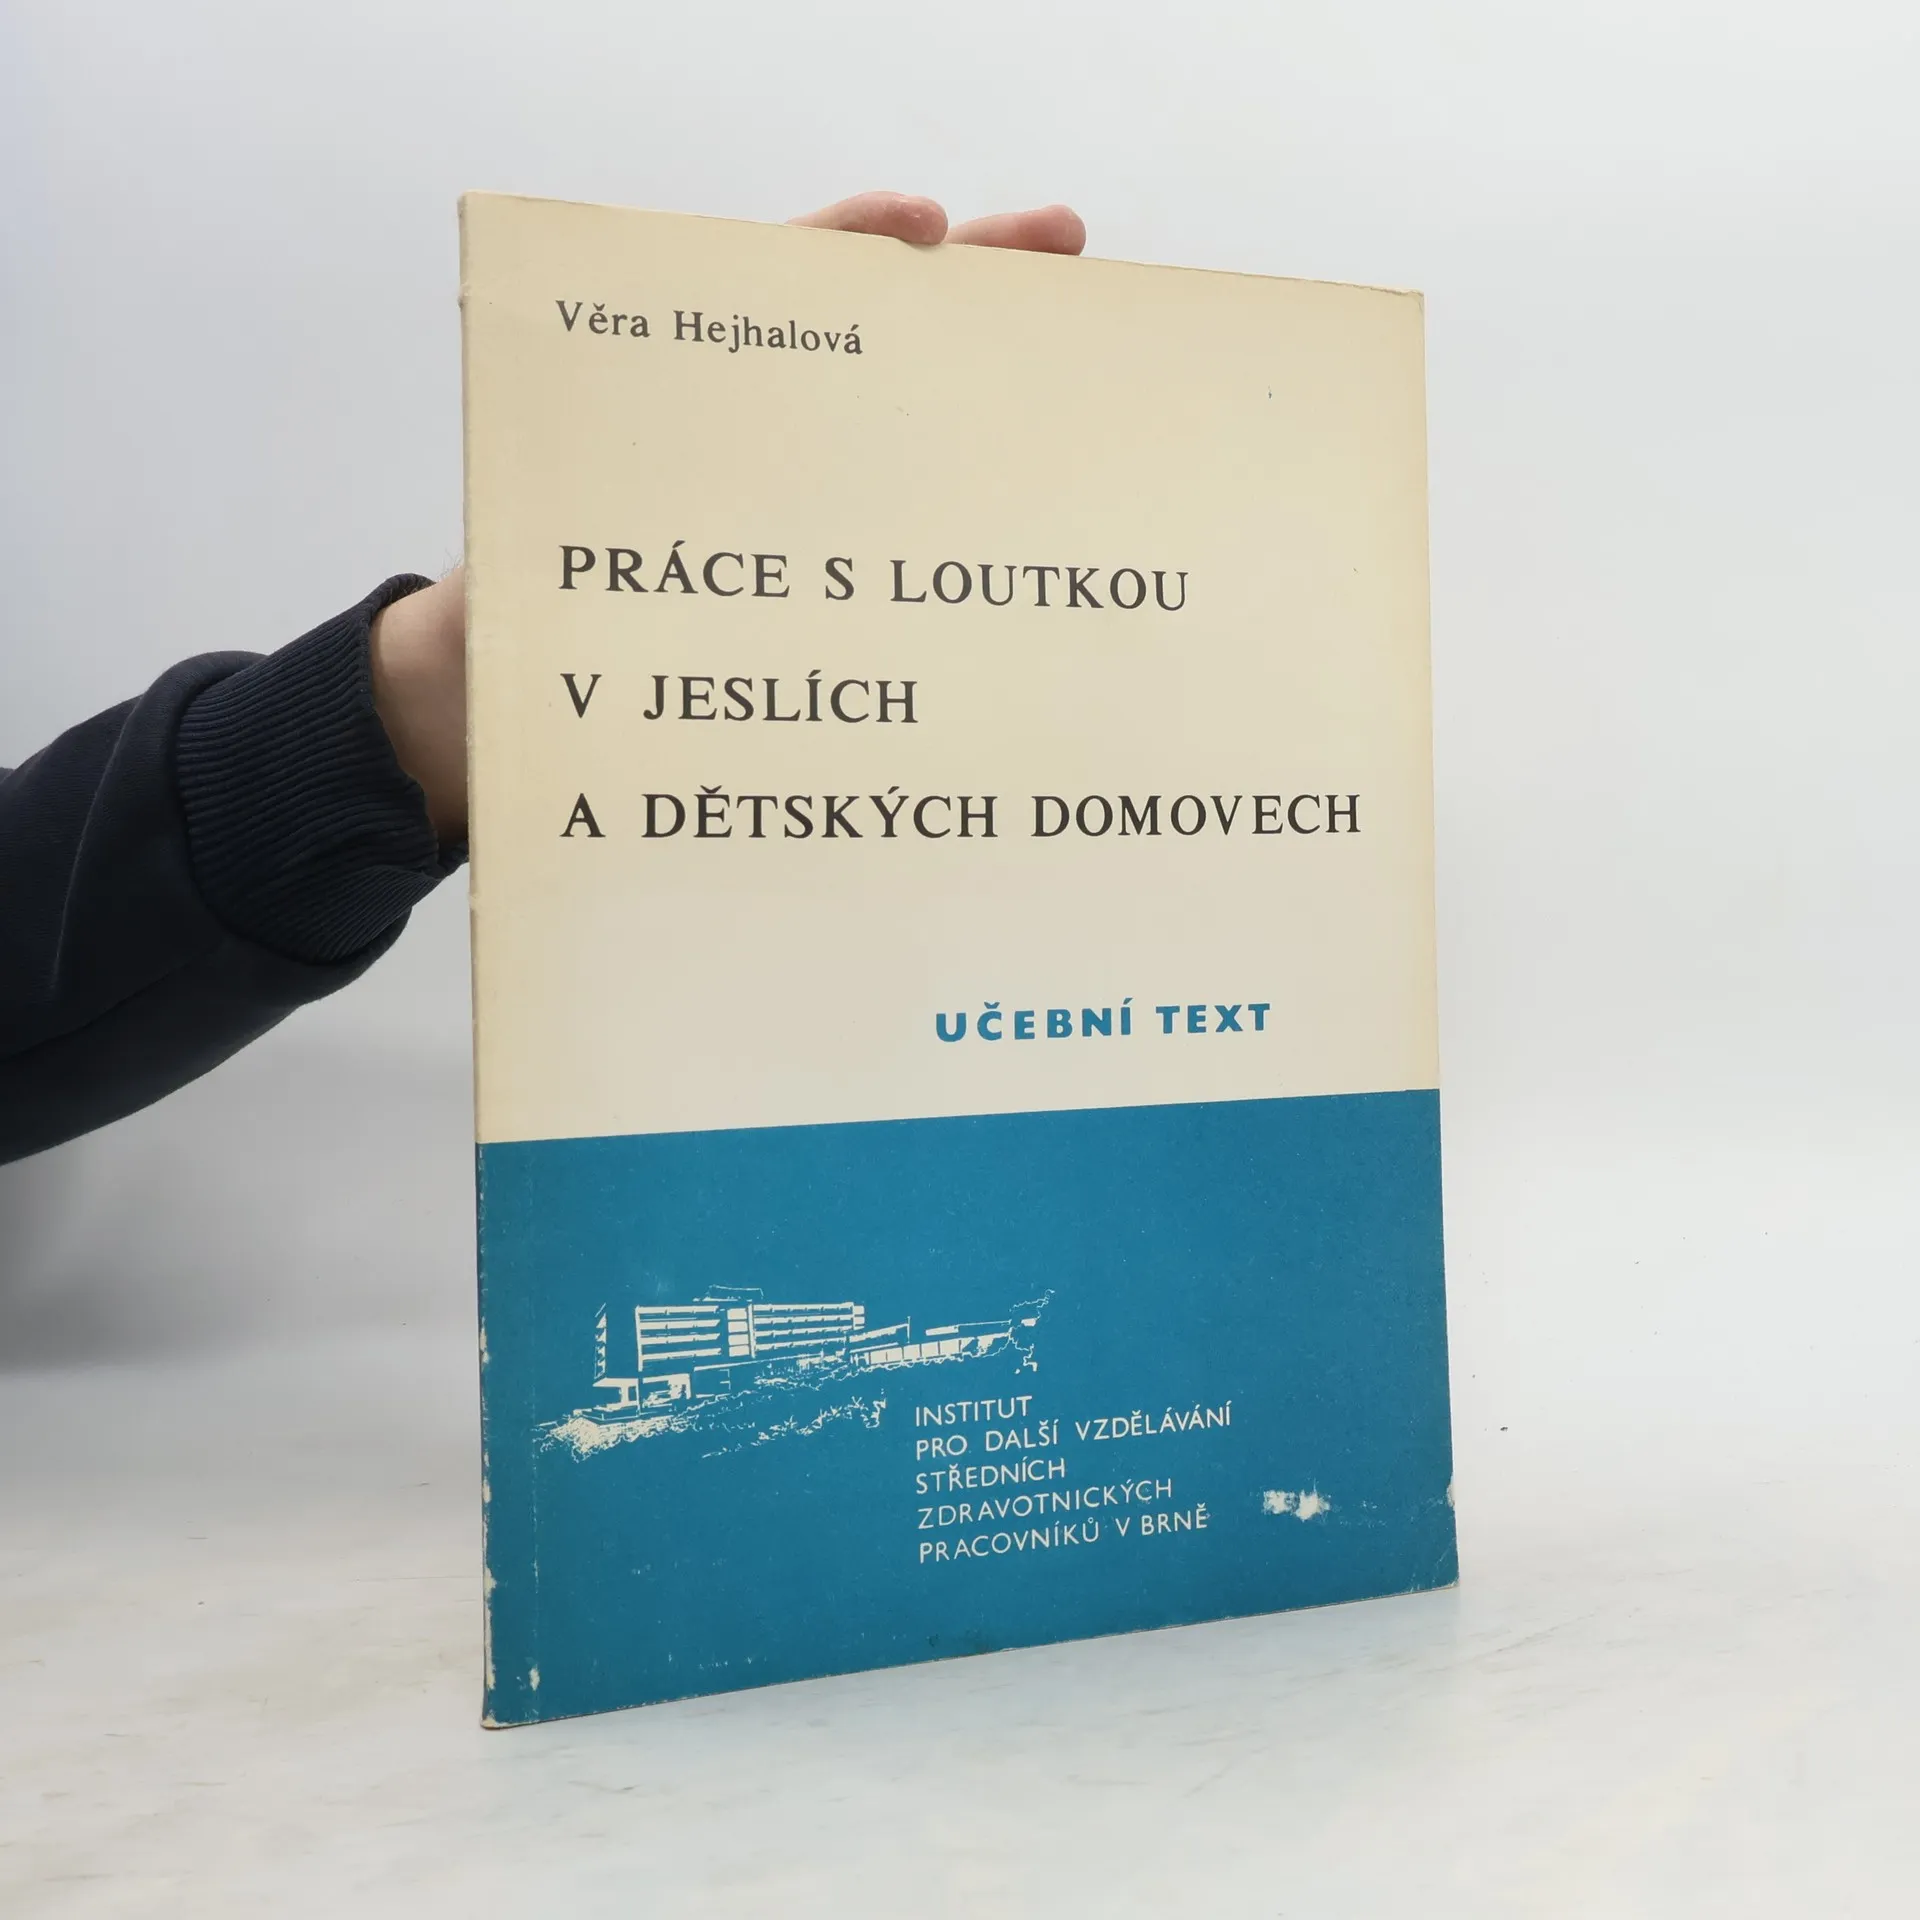 Věra Hejhalová
PRÁCE S LOUTKOU
V JESLÍCH
A DĚTSKÝCH DOMOVECH
UČEBNÍ TEXT
INSTITUT
PRO DALŠÍ VZDĚLÁVÁNÍ
STŘEDNÍCH
ZDRAVOTNICKÝCH
PRACOVNÍKŮ V BRNĚ